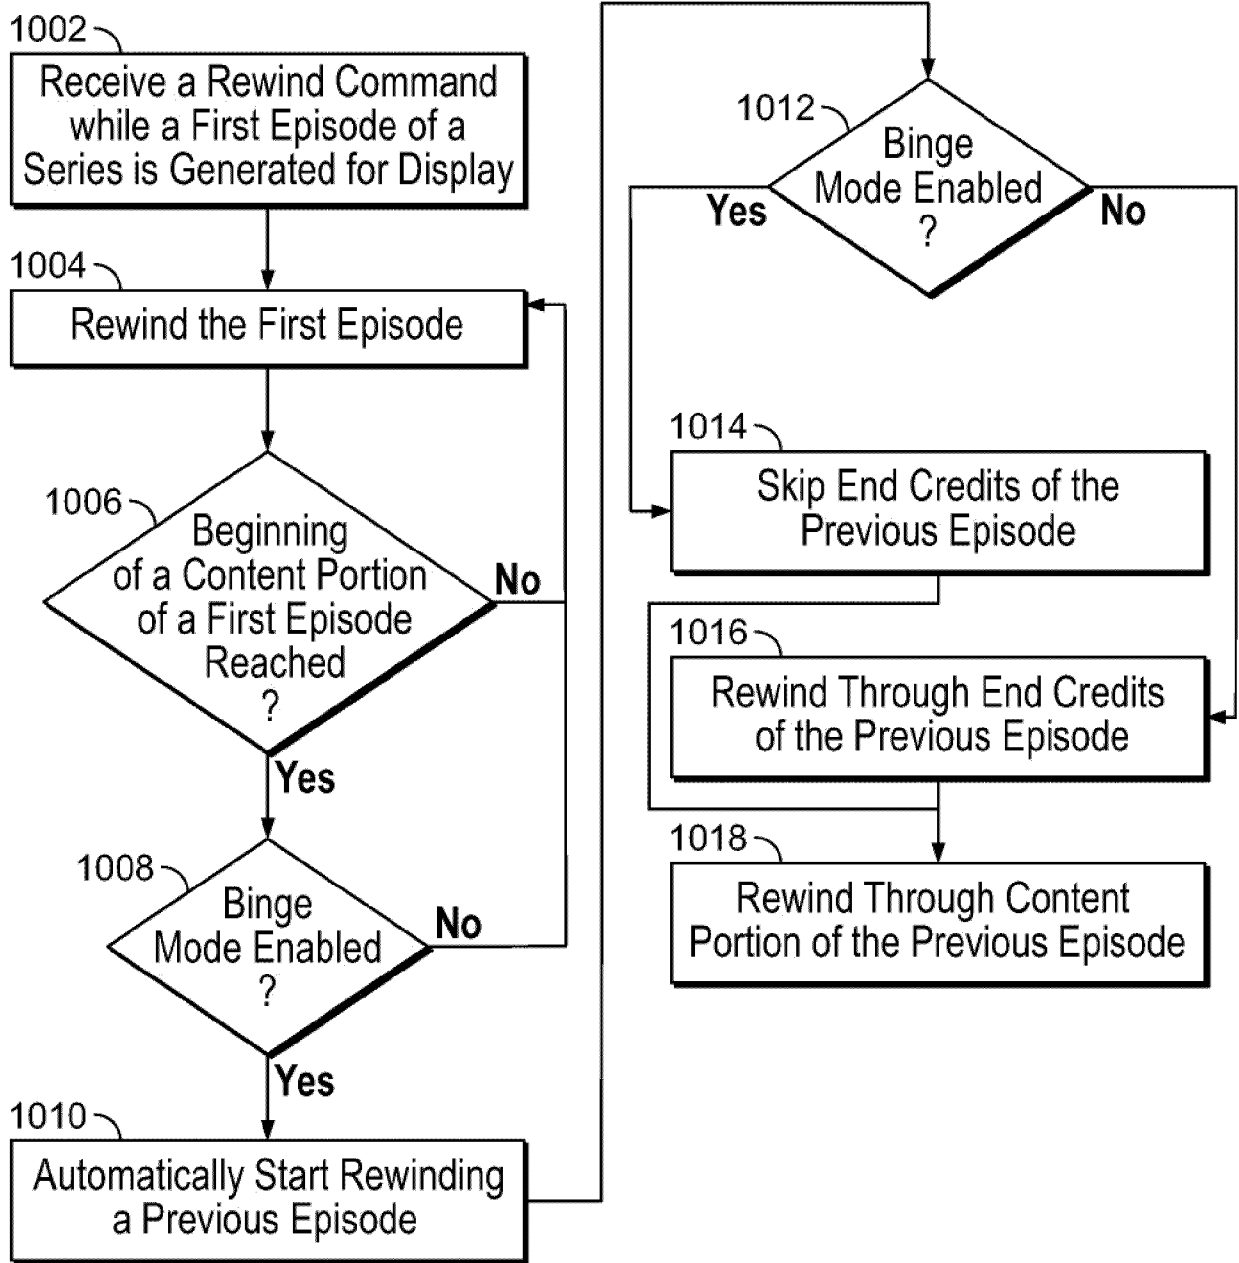 1002
Receive a Rewind Command
while a First Episode of a
Series is Generated for Display
1004
Rewind the First Episode
1006
Beginning
of a Content Portion
of a First Episode
Reached
?
No
Yes
1008
Binge
Mode Enabled
?
No
Yes
1010
Automatically Start Rewinding
a Previous Episode
1012
Binge
Mode Enabled
?
Yes
No
1014
Skip End Credits of the
Previous Episode
1016
Rewind Through End Credits
of the Previous Episode
1018
Rewind Through Content
Portion of the Previous Episode